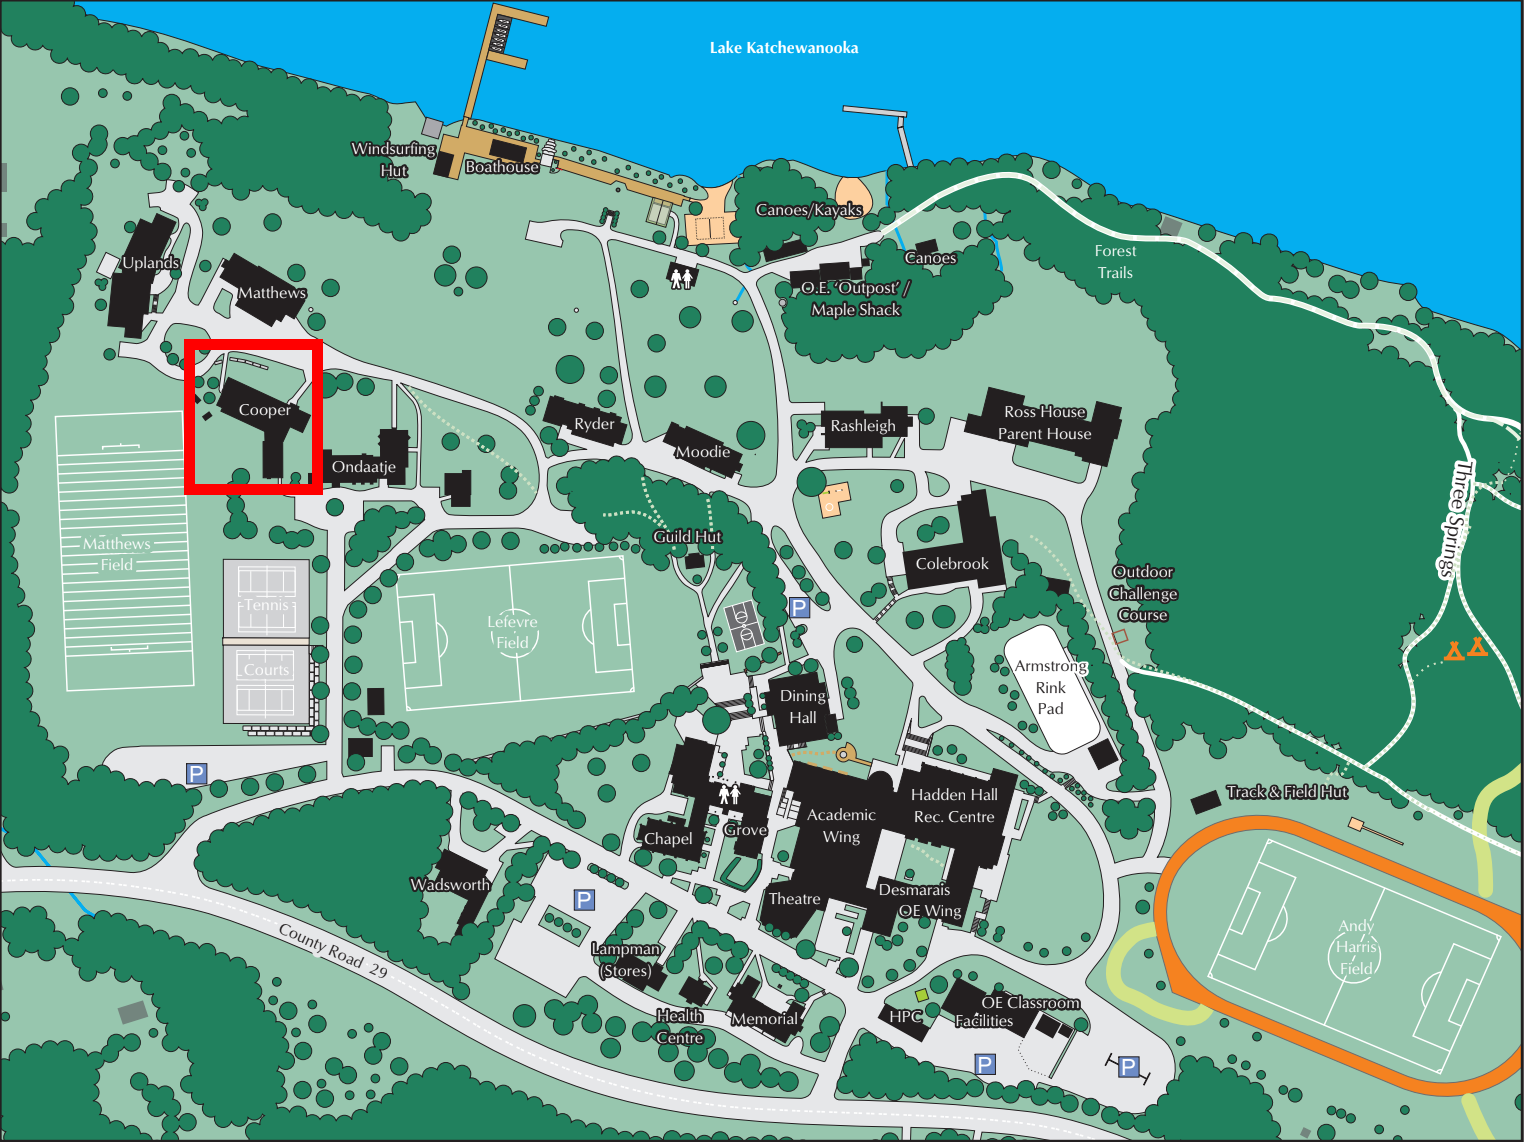 Lake Katchewanooka
Windsurfing
Hut
Boathouse
Canoes/Kayaks
Canoes
Forest
Trails
O.E. 'Outpost' /
Maple Shack
Uplands
Matthews
Cooper
Ondaatje
Ryder
Moodie
Rashleigh
Ross House
Parent House
Three Springs
Matthews
Field
Guild Hut
Colebrook
Outdoor
Challenge
Course
Tennis
Courts
Lefevre
Field
P
Armstrong
Rink
Pad
Dining
Hall
P
Track & Field Hut
Hadden Hall
Rec. Centre
Academic
Wing
Grove
Chapel
Wadsworth
P
Theatre
Desmarais
OE Wing
Andy
Harris
Field
County Road 29
Lampman
(Stores)
Health
Centre
Memorial
HPC
OE Classroom
Facilities
P
P